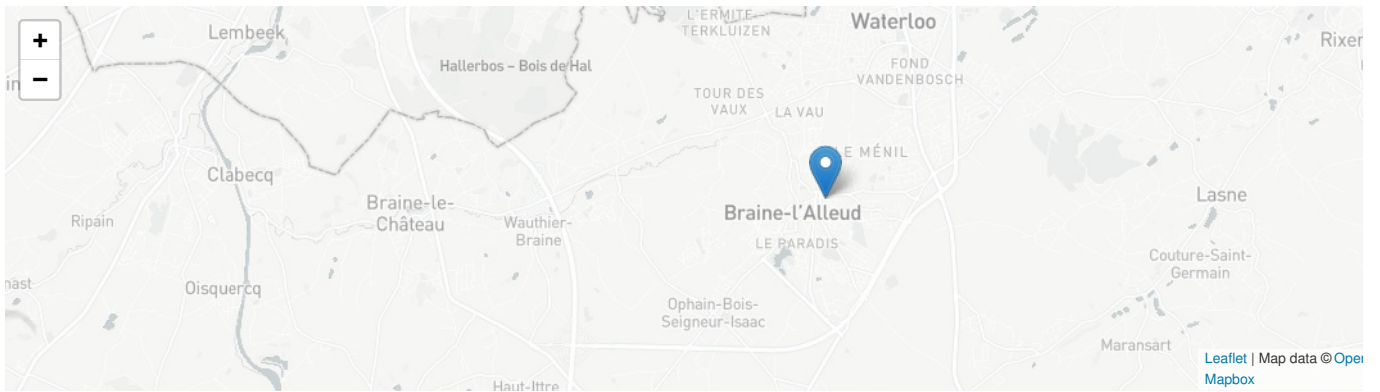 L'ERMITE-
TERKLUIZEN
Waterloo
+
Lembeek
Rixen
Hallerbos – Bois de Hal
FOND
VANDENBOSCH
−
TOUR DES
VAUX
LA VAU
LE MÉNIL
Clabecq
Lasne
Braine-le-
Château
Ripain
Wauthier-
Braine
Braine-l'Alleud
LE PARADIS
Couture-Saint-
Germain
Oisquercq
Ophain-Bois-
Seigneur-Isaac
Maransart
Haut-Ittre
Leaflet | Map data © Open
Mapbox